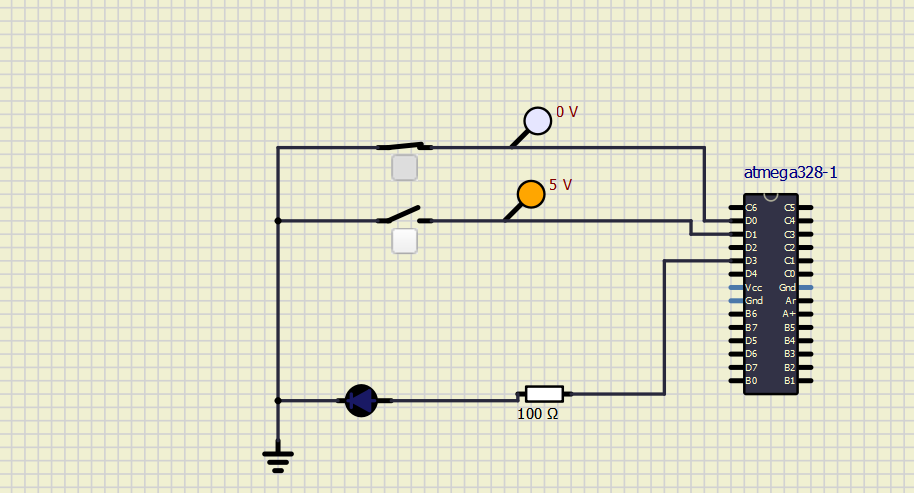 0 V
5 V
atmega328-1
C6 C5
D0 C4
D1 C3
D2 C2
D3 C1
D4 C0
Vcc Gnd
Gnd Ar
B6 A+
B7 B5
D5 B4
D6 B3
D7 B2
B0 B1
100 Ω